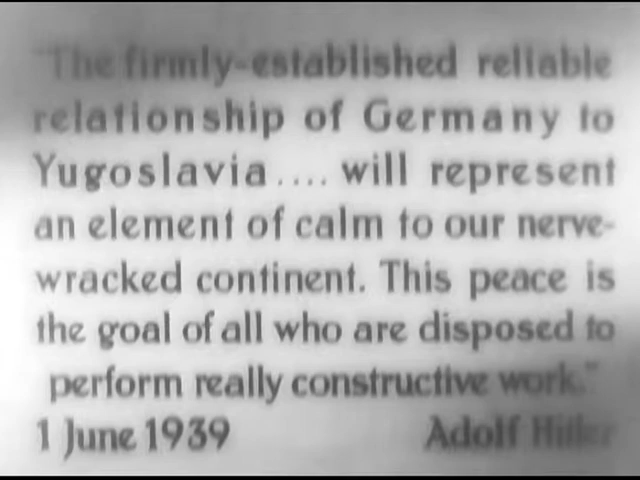 "The firmly-established reliable
relationship of Germany to
Yugoslavia.... will represent
an element of calm to our nerve-
wracked continent. This peace is
the goal of all who are disposed to
perform really constructive work."
1 June 1939 Adolf Hitler